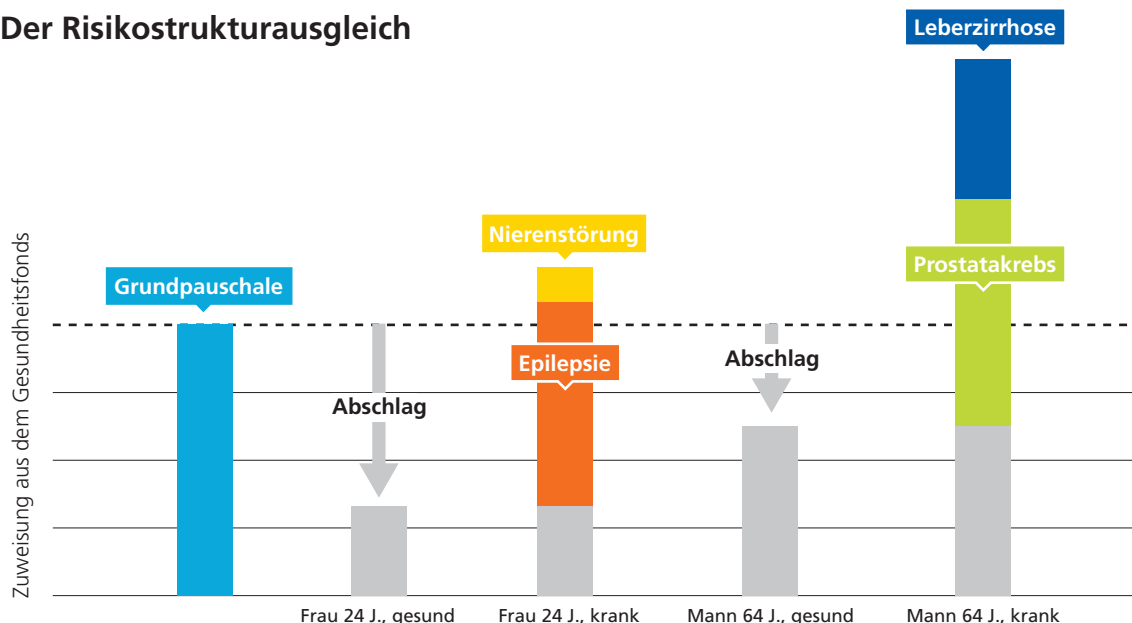 Der Risikostrukturausgleich
Leberzirrhose
Nierenstörung
Prostatakrebs
Grundpauschale
Epilepsie
Abschlag
Abschlag
Zuweisung aus dem Gesundheitsfonds
Frau 24 J., gesund
Frau 24 J., krank
Mann 64 J., gesund
Mann 64 J., krank